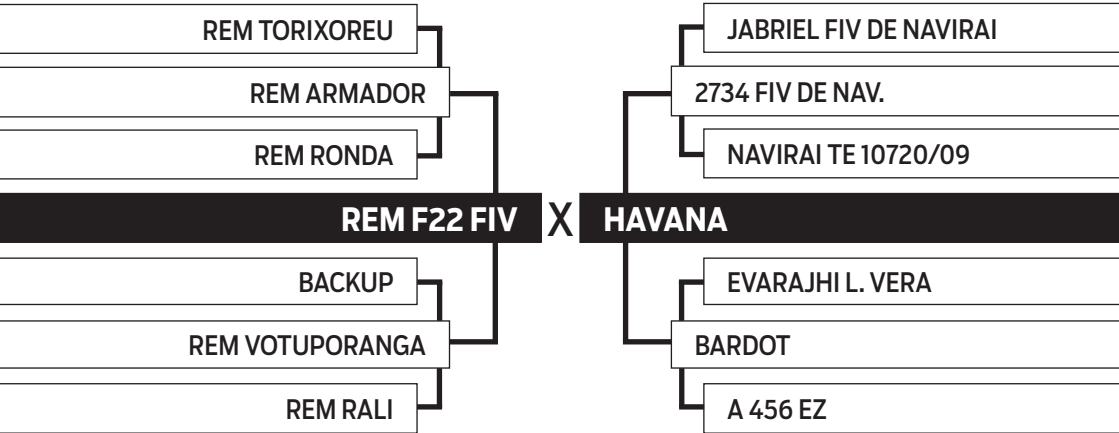 REM TORIXOREU
REM ARMADOR
REM RONDA
REM F22 FIV X HAVANA
BACKUP
REM VOTUPORANGA
REM RALI
JABRIEL FIV DE NAVIRAI
2734 FIV DE NAV.
NAVIRAI TE 10720/09
EVARAJHI L. VERA
BARDOT
A 456 EZ